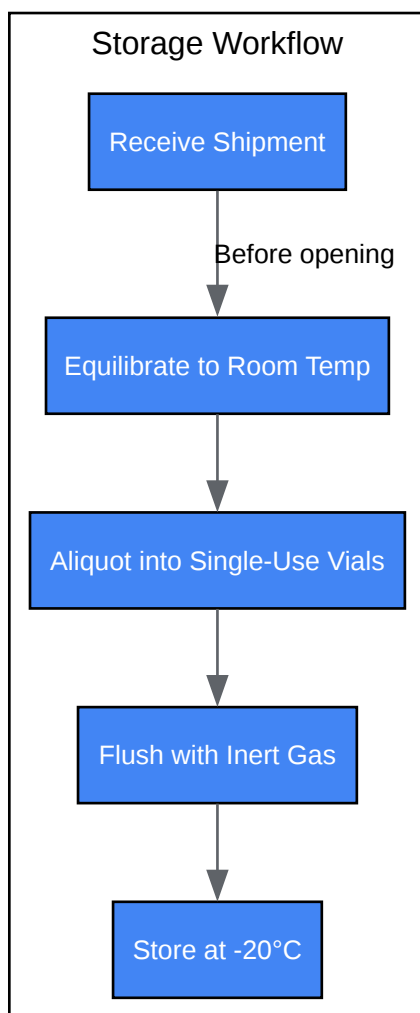 Storage Workflow
Receive Shipment
Before opening
Equilibrate to Room Temp
Aliquot into Single-Use Vials
Flush with Inert Gas
Store at -20°C